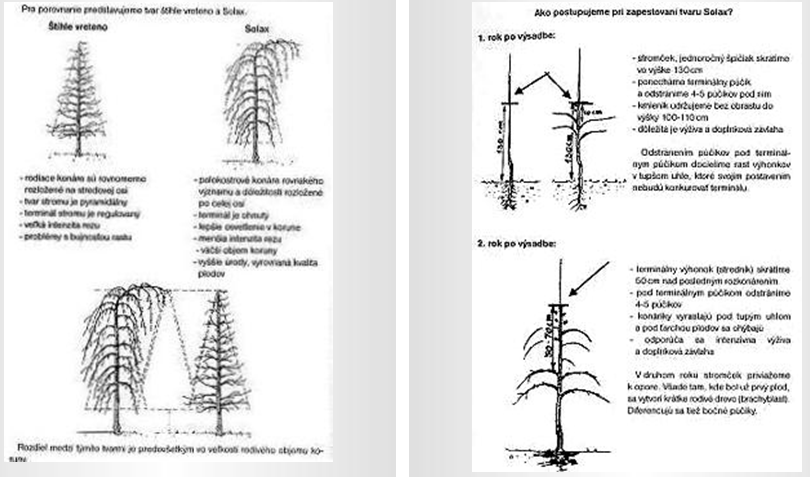 Pre porovnanie predstavujeme tvar štíhle vreteno a Solax.
Štíhle vreteno
- rodiace konáre sú rovnomerne
rozložené na stredovej osi
- tvar stromu je pyramidálny
- terminál stromu je regulovaný
- veľká intenzita rezu
- problémy s bujnosťou rastu
Solax
- polokostrové konáre rovnakého
významu a dôležitosti rozložené
po celej osi
- terminál je ohnutý
- lepšie osvetlenie v korune
- menšia intenzita rezu
- väčší objem koruny
- vyššie úrody, vyrovnaná kvalita
plodov
Rozdiel medzi týmito tvarmi je predovšetkým vo veľkosti rodivého objemu ko-
runy.
Ako postupujeme pri zapestovaní tvaru Solax?
1. rok po výsadbe:
130 cm
- stromček, jednoročný špičiak skrátime
vo výške 130cm
- ponecháme terminálny púčik
a odstránime 4-5 púčikov pod ním
- kmienik udržujeme bez obrastu do
výšky 100-110cm
- dôležitá je výživa a doplnková závlaha
Odstránením púčikov pod terminál-
nym púčikom docielime rast výhonkov
v tupšom uhle, ktoré svojim postavením
nebudú konkurovať terminálu.
2. rok po výsadbe:
50-70cm
- terminálny výhonok (stredník) skrátime
50cm nad posledným rozkonárením
- pod terminálnym púčikom odstránime
4-5 púčikov
- konáriky vyrastajú pod tupým uhlom
a pod ťarchou plodov sa ohýbajú
- odporúča sa intenzívna výživa
a doplnková závlaha
V druhom roku stromček priviažeme
k opore. Všade tam, kde bol už prvý plod,
sa vytvorí krátke rodivé drevo (brachyblast).
Diferencujú sa tiež bočné púčiky.